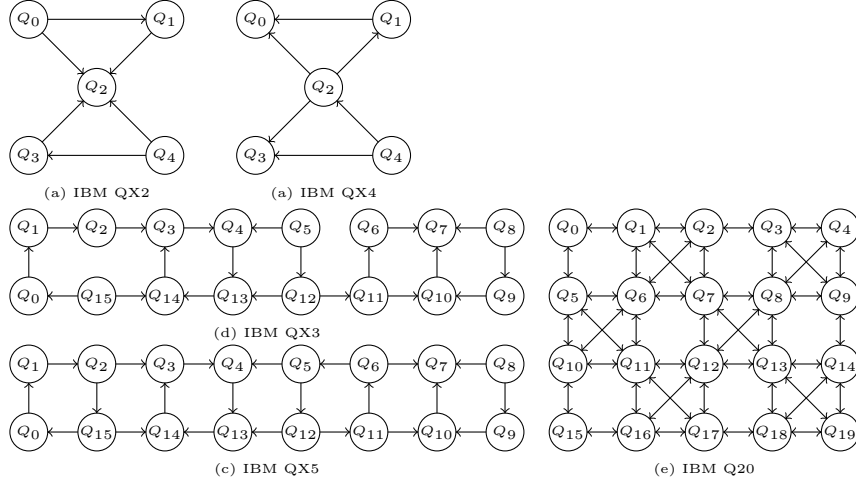 Q0 Q1 Q0 Q1
Q2 Q2
Q3 Q4 Q3 Q4
(a) IBM QX2 (a) IBM QX4
Q1 Q2 Q3 Q4 Q5 Q6 Q7 Q8
Q0 Q15 Q14 Q13 Q12 Q11 Q10 Q9
(d) IBM QX3
Q1 Q2 Q3 Q4 Q5 Q6 Q7 Q8
Q0 Q15 Q14 Q13 Q12 Q11 Q10 Q9
(c) IBM QX5
Q0 Q1 Q2 Q3 Q4
Q5 Q6 Q7 Q8 Q9
Q10 Q11 Q12 Q13 Q14
Q15 Q16 Q17 Q18 Q19
(e) IBM Q20